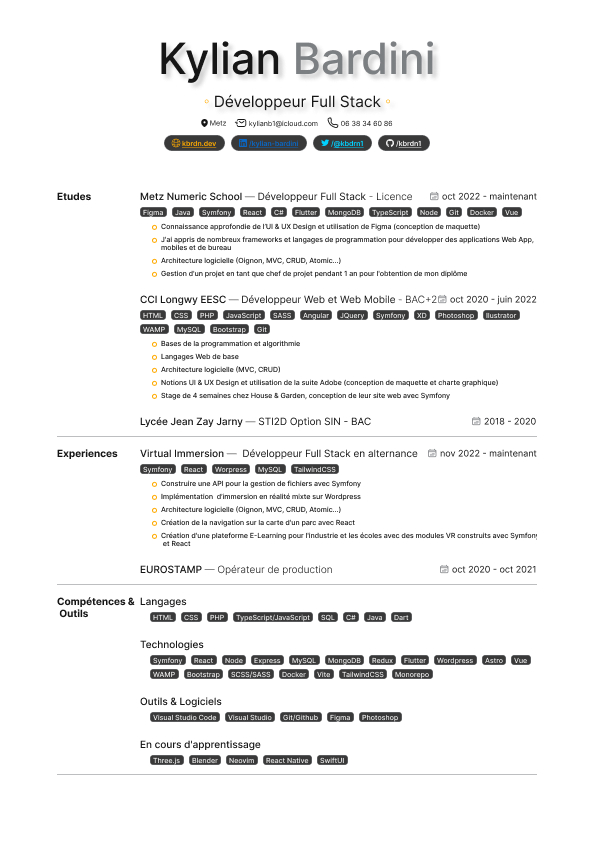 Kylian Bardini
Développeur Full Stack
Metz kylianb1@icloud.com 06 38 34 60 86
kbrdn.dev /kylian-bardini /@kbdrn1 /kbrdn1
Etudes
Metz Numeric School — Développeur Full Stack - Licence oct 2022 - maintenant
Figma Java Symfony React C# Flutter MongoDB TypeScript Node Git Docker Vue
Connaissance approfondie de l'UI & UX Design et utilisation de Figma (conception de maquette)
J'ai appris de nombreux frameworks et langages de programmation pour développer des applications Web App,
mobiles et de bureau
Architecture logicielle (Oignon, MVC, CRUD, Atomic...)
Gestion d'un projet en tant que chef de projet pendant 1 an pour l'obtention de mon diplôme
CCI Longwy EESC — Développeur Web et Web Mobile - BAC+2 oct 2020 - juin 2022
HTML CSS PHP JavaScript SASS Angular JQuery Symfony XD Photoshop Ilustrator
WAMP MySQL Bootstrap Git
Bases de la programmation et algorithmie
Langages Web de base
Architecture logicielle (MVC, CRUD)
Notions UI & UX Design et utilisation de la suite Adobe (conception de maquette et charte graphique)
Stage de 4 semaines chez House & Garden, conception de leur site web avec Symfony
Lycée Jean Zay Jarny — STI2D Option SIN - BAC 2018 - 2020
Experiences
Virtual Immersion — Développeur Full Stack en alternance nov 2022 - maintenant
Symfony React Worpress MySQL TailwindCSS
Construire une API pour la gestion de fichiers avec Symfony
Implémentation d'immersion en réalité mixte sur Wordpress
Architecture logicielle (Oignon, MVC, CRUD, Atomic...)
Création de la navigation sur la carte d'un parc avec React
Création d'une plateforme E-Learning pour l'industrie et les écoles avec des modules VR construits avec Symfony
et React
EUROSTAMP — Opérateur de production oct 2020 - oct 2021
Compétences &
Outils
Langages
HTML CSS PHP TypeScript/JavaScript SQL C# Java Dart
Technologies
Symfony React Node Express MySQL MongoDB Redux Flutter Wordpress Astro Vue
WAMP Bootstrap SCSS/SASS Docker Vite TailwindCSS Monorepo
Outils & Logiciels
Visual Studio Code Visual Studio Git/Github Figma Photoshop
En cours d'apprentissage
Three.js Blender Neovim React Native SwiftUI